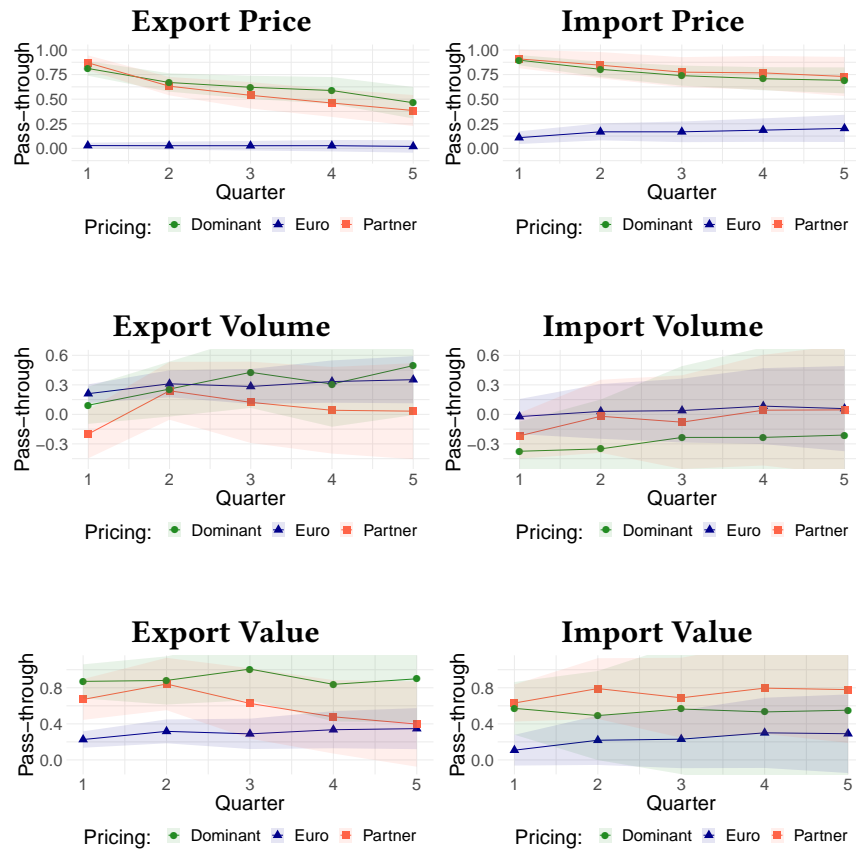 Export Price
Pass−through
1.00
0.75
0.50
0.25
0.00
1 2 3 4 5
Quarter
Pricing: Dominant Euro Partner
Import Price
Pass−through
1.00
0.75
0.50
0.25
0.00
1 2 3 4 5
Quarter
Pricing: Dominant Euro Partner
Export Volume
Pass−through
0.6
0.3
0.0
−0.3
1 2 3 4 5
Quarter
Pricing: Dominant Euro Partner
Import Volume
Pass−through
0.6
0.3
0.0
−0.3
1 2 3 4 5
Quarter
Pricing: Dominant Euro Partner
Export Value
Pass−through
0.8
0.4
0.0
1 2 3 4 5
Quarter
Pricing: Dominant Euro Partner
Import Value
Pass−through
0.8
0.4
0.0
1 2 3 4 5
Quarter
Pricing: Dominant Euro Partner